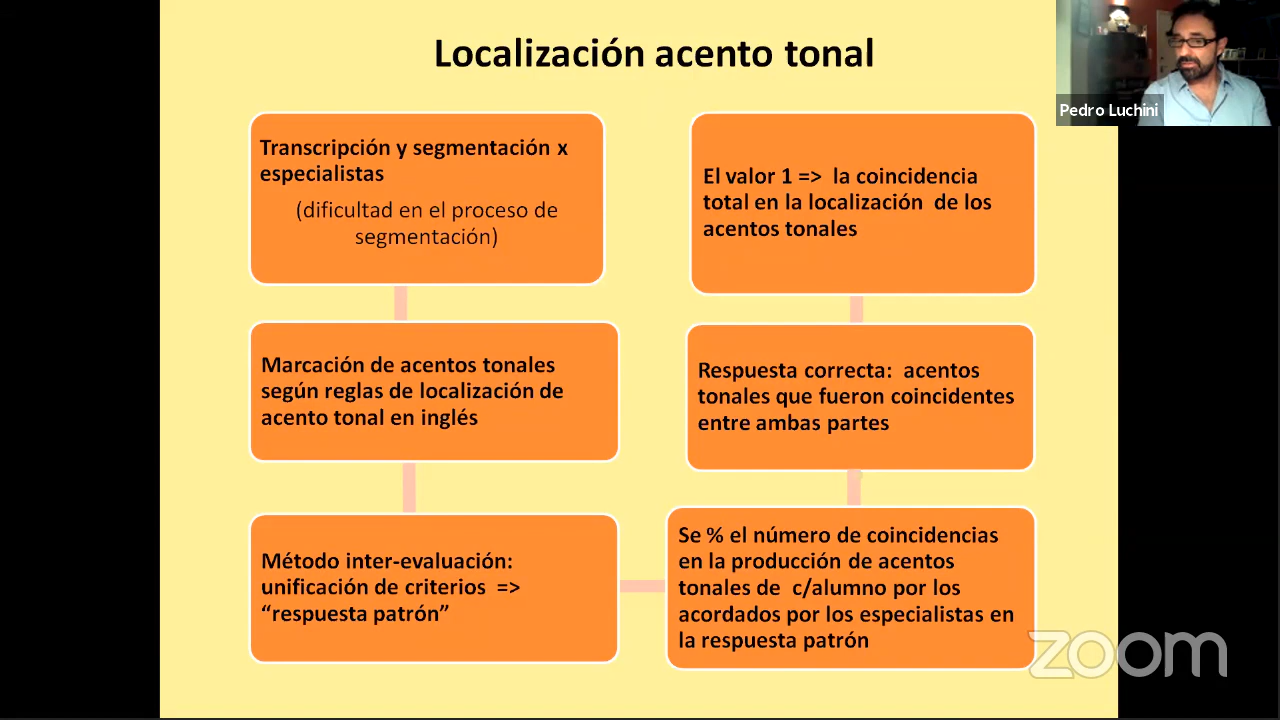 Localización acento tonal
Transcripción y segmentación x
especialistas
(dificultad en el proceso de
segmentación)
Marcación de acentos tonales
según reglas de localización de
acento tonal en inglés
Método inter-evaluación:
unificación de criterios =>
“respuesta patrón”
Se % el número de coincidencias
en la producción de acentos
tonales de c/alumno por los
acordados por los especialistas en
la respuesta patrón
Respuesta correcta: acentos
tonales que fueron coincidentes
entre ambas partes
El valor 1 => la coincidencia
total en la localización de los
acentos tonales
Pedro Luchini
zoom